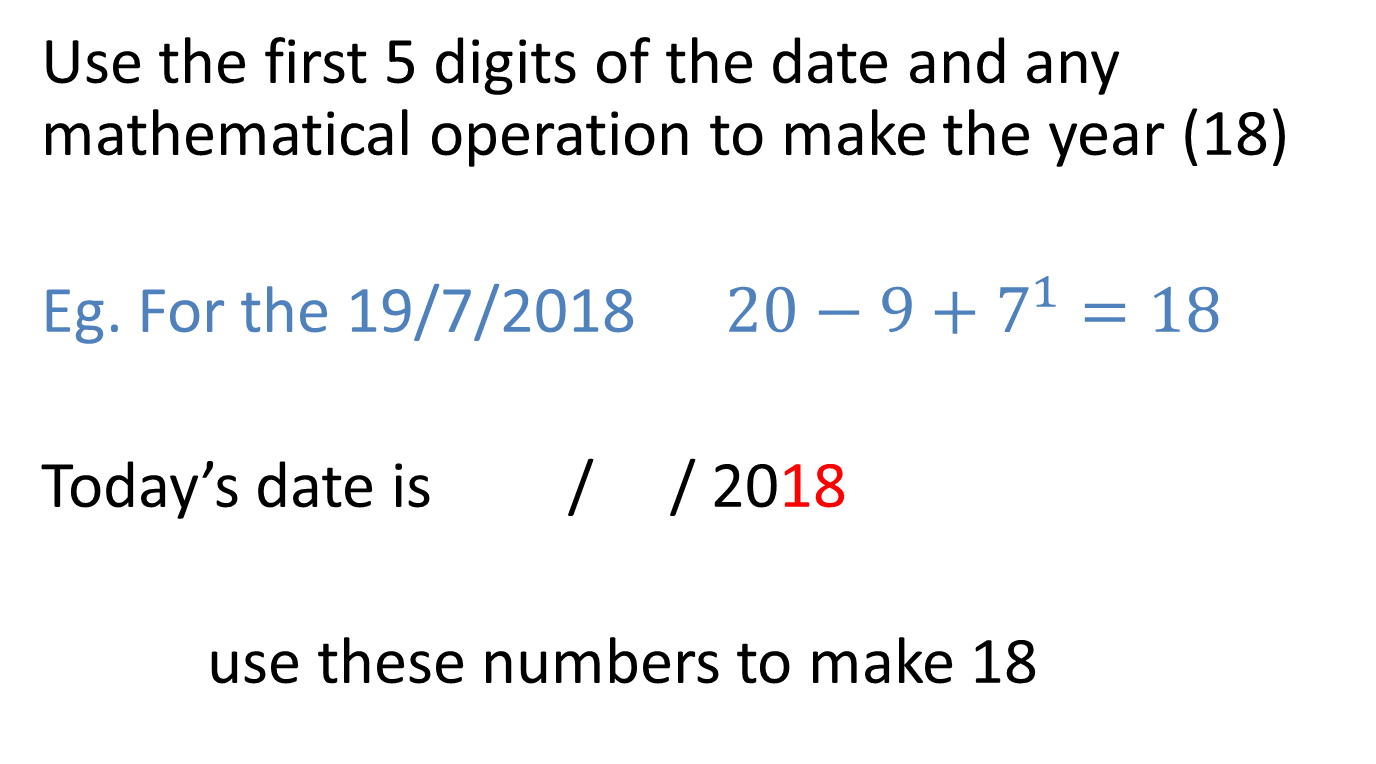 Use the first 5 digits of the date and any
mathematical operation to make the year (18)
Eg. For the 19/7/2018 20 − 9 + 7¹ = 18
Today’s date is / / 2018
use these numbers to make 18